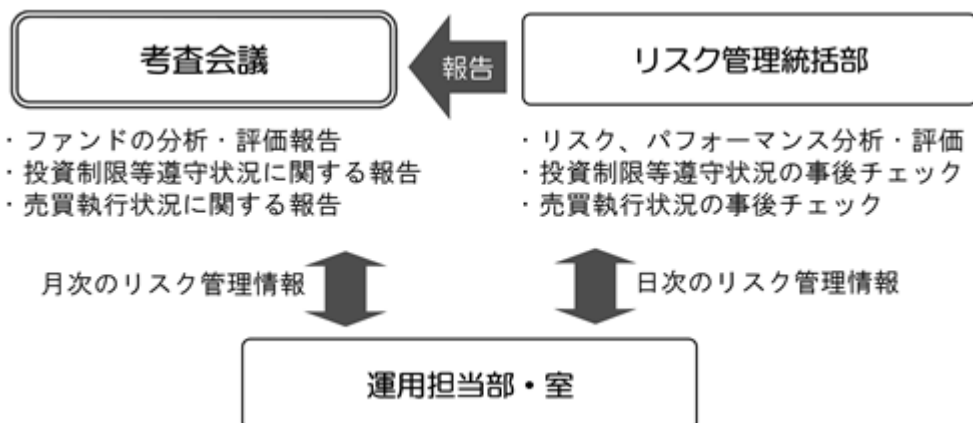 考査会議
報告
リスク管理統括部
・ファンドの分析・評価報告
・投資制限等遵守状況に関する報告
・売買執行状況に関する報告
・リスク、パフォーマンス分析・評価
・投資制限等遵守状況の事後チェック
・売買執行状況の事後チェック
月次のリスク管理情報
日次のリスク管理情報
運用担当部・室